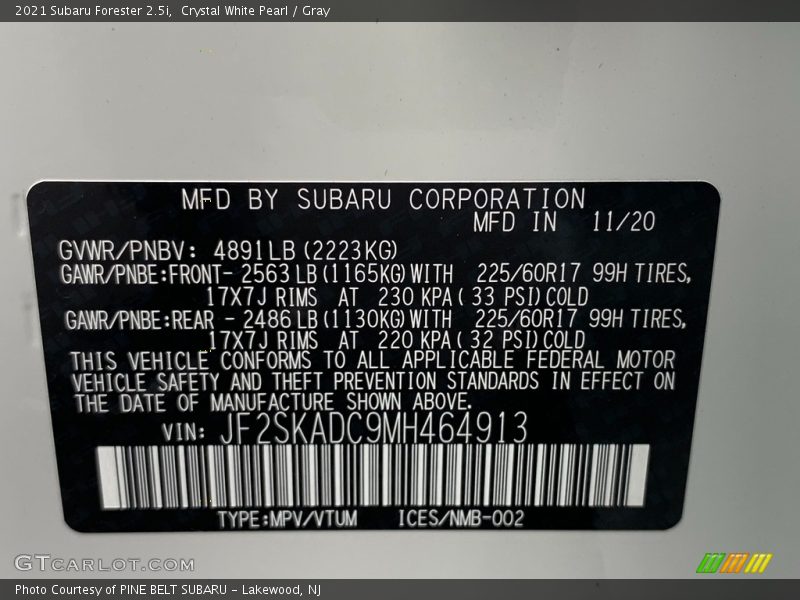 2021 Subaru Forester 2.5i,  Crystal White Pearl / Gray
MFD BY SUBARU CORPORATION
MFD IN 11/20
GVWR/PNBV: 4891LB(2223KG)
GAWR/PNBE:FRONT- 2563LB(1165KG)WITH 225/60R17 99H TIRES,
17X7J RIMS AT 230 KPA(33 PSI)COLD
GAWR/PNBE:REAR - 2486LB(1130KG)WITH 225/60R17 99H TIRES,
17X7J RIMS AT 220 KPA(32 PSI)COLD
THIS VEHICLE CONFORMS TO ALL APPLICABLE FEDERAL MOTOR
VEHICLE SAFETY AND THEFT PREVENTION STANDARDS IN EFFECT ON
THE DATE OF MANUFACTURE SHOWN ABOVE.
VIN: JF2SKADC9MH464913
TYPE:MPV/VTUM ICES/NMB-002
GTCARLOT.COM
Photo Courtesy of PINE BELT SUBARU - Lakewood, NJ